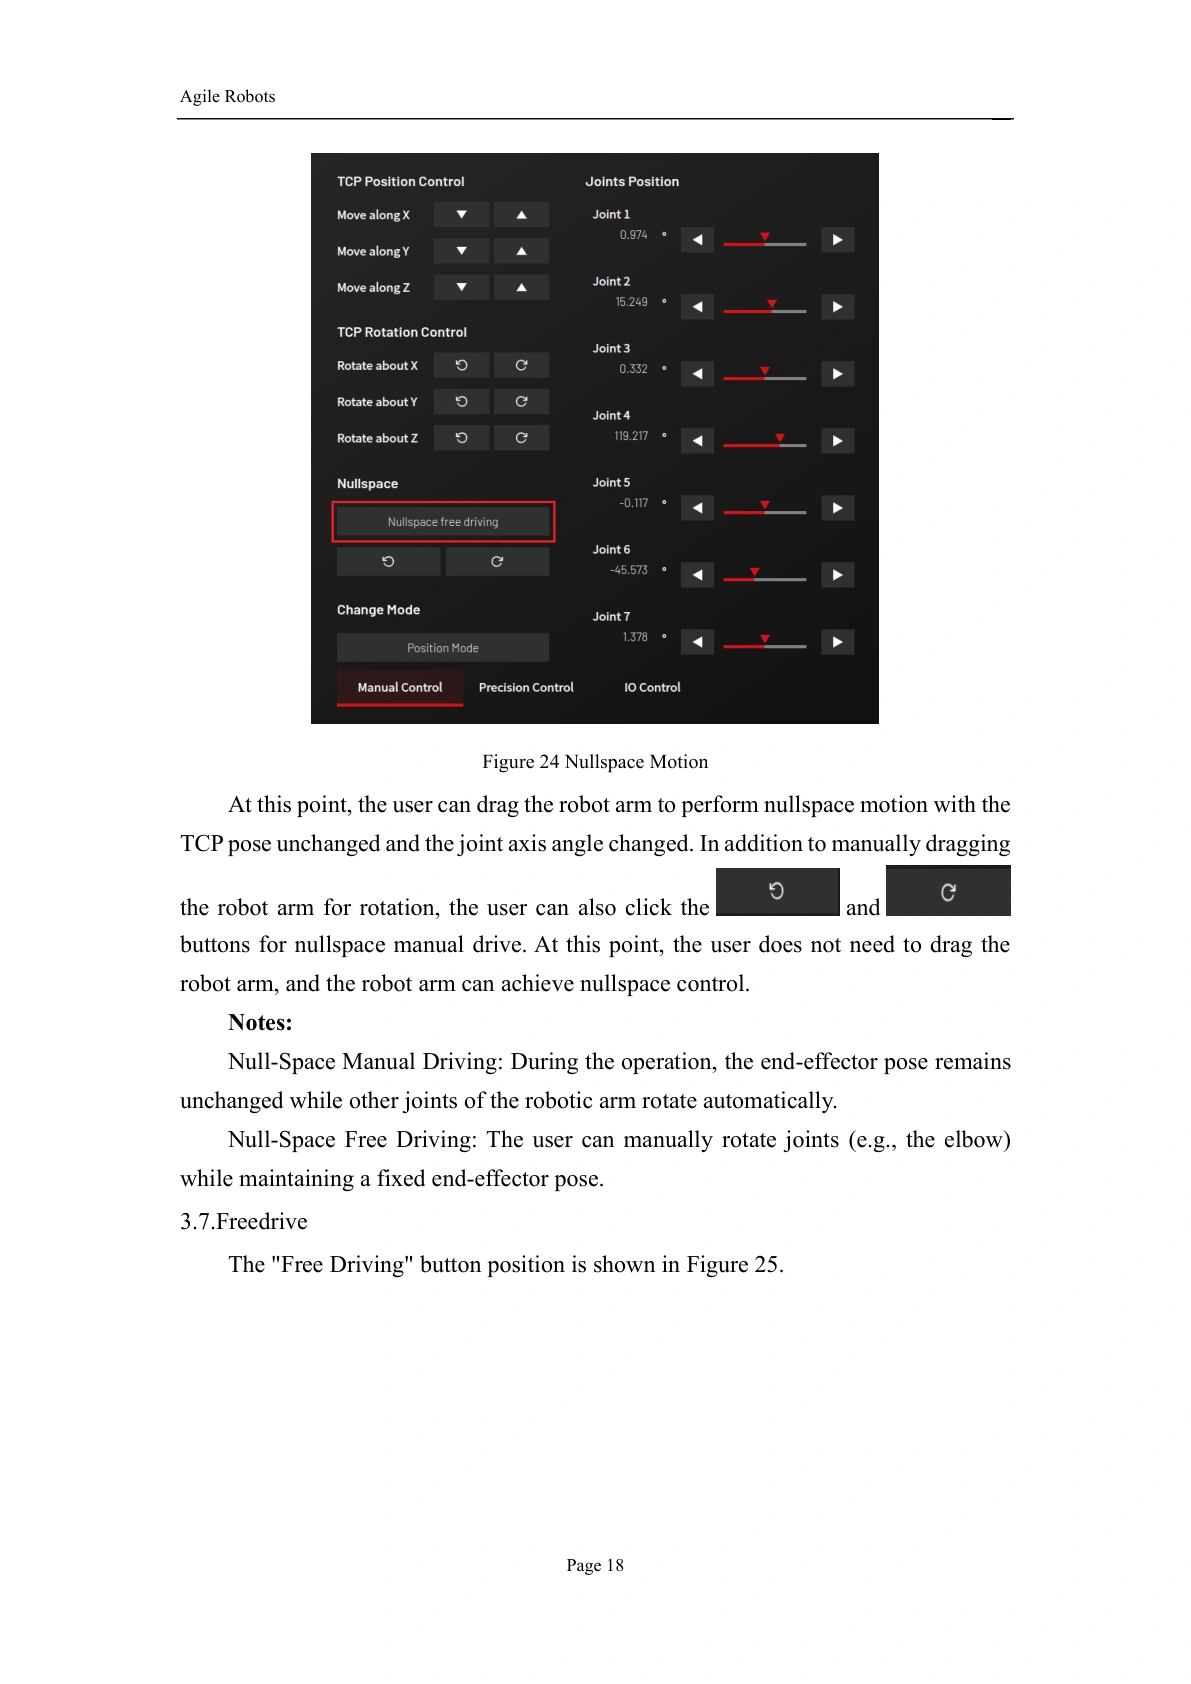 Agile Robots
TCP Position Control
Move along X
Move along Y
Move along Z
TCP Rotation Control
Rotate about X
Rotate about Y
Rotate about Z
Nullspace
Nullspace free driving
Change Mode
Position Mode
Joints Position
Joint 1
0.974 °
Joint 2
15.249 °
Joint 3
0.332 °
Joint 4
119.217 °
Joint 5
-0.117 °
Joint 6
-45.573 °
Joint 7
1.378 °
Manual Control Precision Control IO Control
Figure 24 Nullspace Motion
At this point, the user can drag the robot arm to perform nullspace motion with the
TCP pose unchanged and the joint axis angle changed. In addition to manually dragging
the robot arm for rotation, the user can also click the and
buttons for nullspace manual drive. At this point, the user does not need to drag the
robot arm, and the robot arm can achieve nullspace control.
Notes:
Null-Space Manual Driving: During the operation, the end-effector pose remains
unchanged while other joints of the robotic arm rotate automatically.
Null-Space Free Driving: The user can manually rotate joints (e.g., the elbow)
while maintaining a fixed end-effector pose.
3.7.Freedrive
The "Free Driving" button position is shown in Figure 25.
Page 18